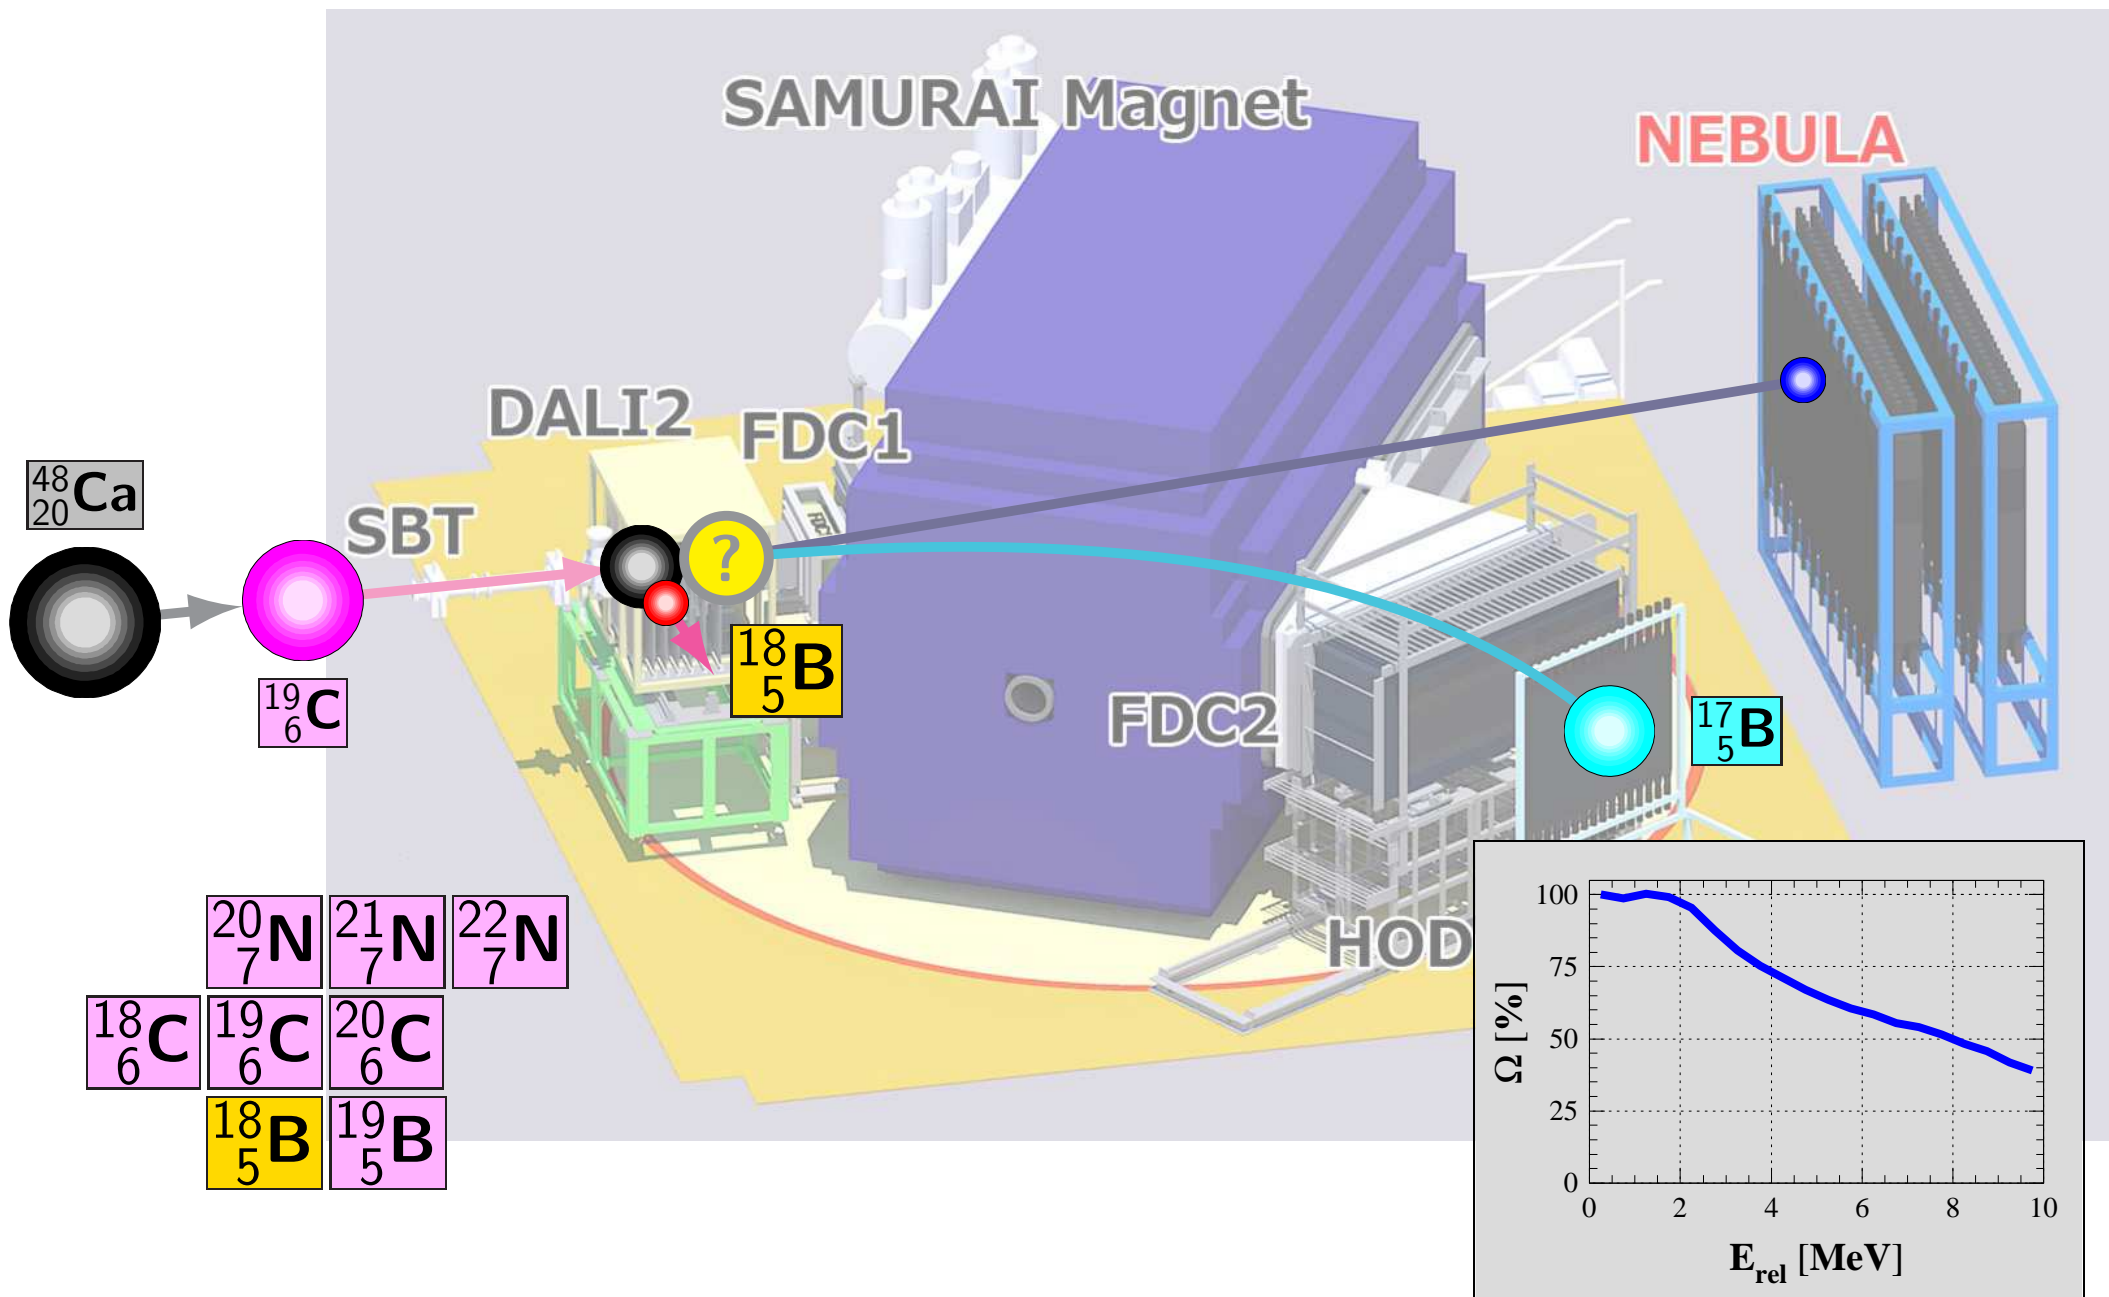 SAMURAI Magnet
NEBULA
DALI2
FDC1
48
20 Ca
SBT
FDC
?
18
5 B
19
6 C
FDC2
17
5 B
20
7 N
21
7 N
22
7 N
HOD
18
6 C
19
6 C
20
6 C
18
5 B
19
5 B
100
75
50
25
0
Ω [%]
0 2 4 6 8 10
E_rel [MeV]